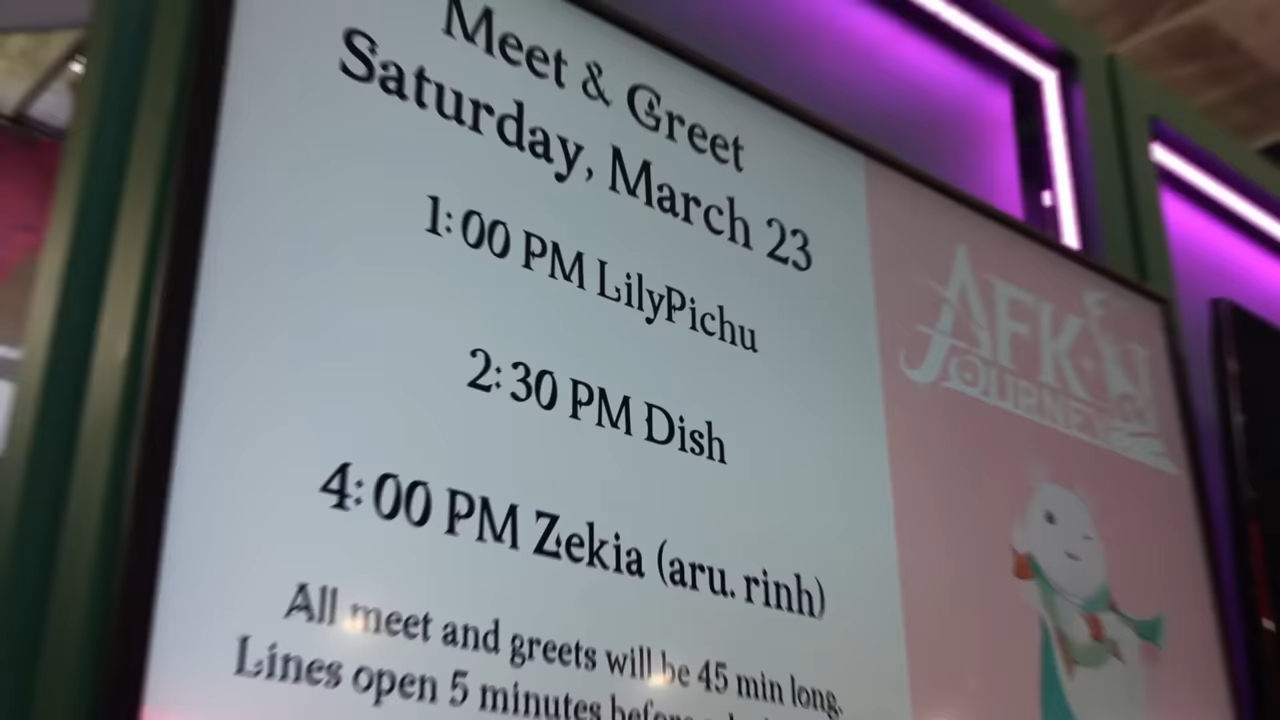 Meet & Greet
Saturday, March 23
1:00 PM LilyPichu
2:30 PM Dish
4:00 PM Zekia (aru.rinh)
All meet and greets will be 45 min long.
Lines open 5 minutes before
AFK
JOURNEY